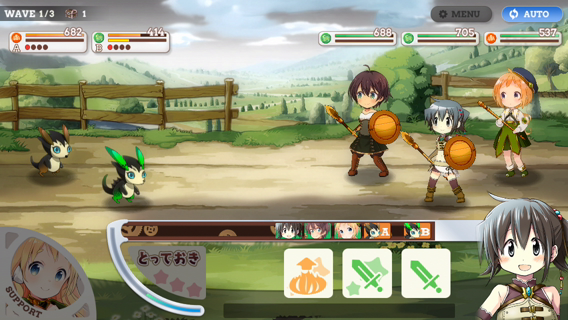 WAVE 1/3 1
MENU
AUTO
682
414
688
705
537
A
B
A
B
とっておき
SUPPORT